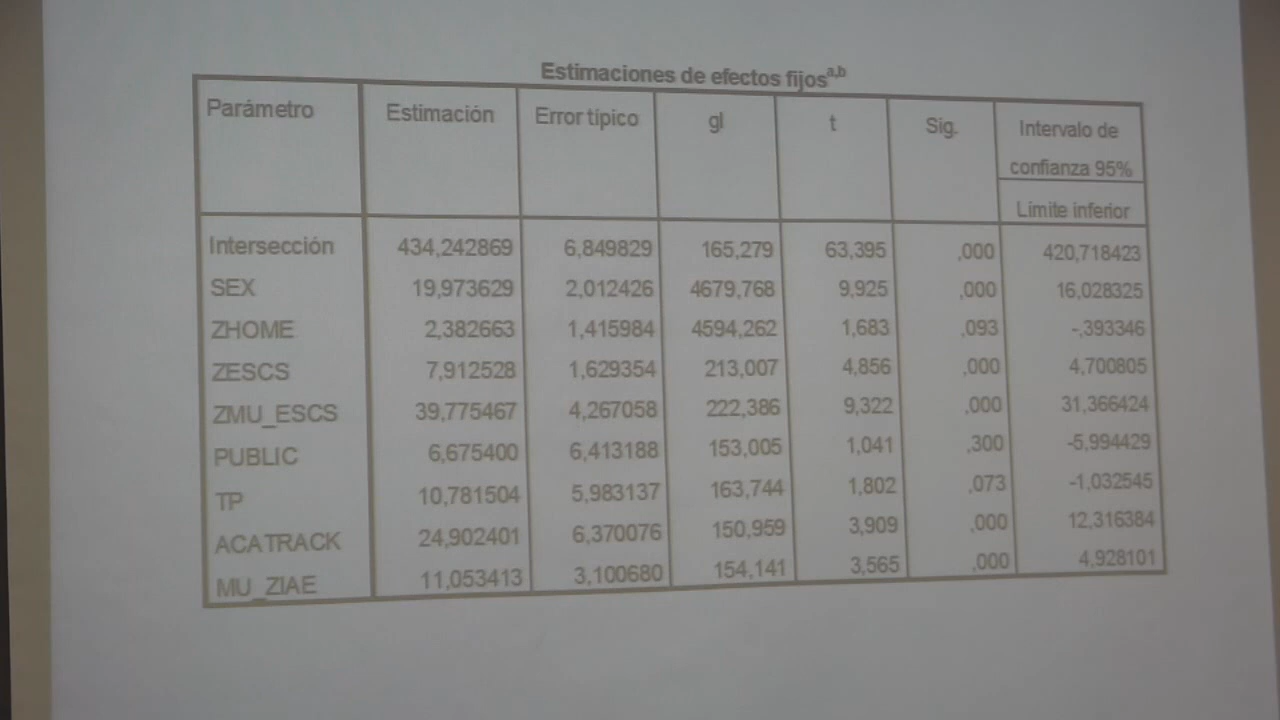 Estimaciones de efectos fijosa,b
Parámetro Estimación Error típico gl t Sig. Intervalo de
confianza 95%
Limite inferior
Intersección 434,242869 6,849829 165,279 63,395 ,000 420,718423
SEX 19,973629 2,012426 4679,768 9,925 ,000 16,028325
ZHOME 2,382663 1,415984 4594,262 1,683 ,093 -,393346
ZESCS 7,912528 1,629354 213,007 4,856 ,000 4,700805
ZMU_ESCS 39,775467 4,267058 222,386 9,322 ,000 31,366424
PUBLIC 6,675400 6,413188 153,005 1,041 ,300 -5,994429
TP 10,781504 5,983137 163,744 1,802 ,073 -1,032545
ACATRACK 24,902401 6,370076 150,959 3,909 ,000 12,316384
MU_ZIAE 11,053413 3,100680 154,141 3,565 ,000 4,928101